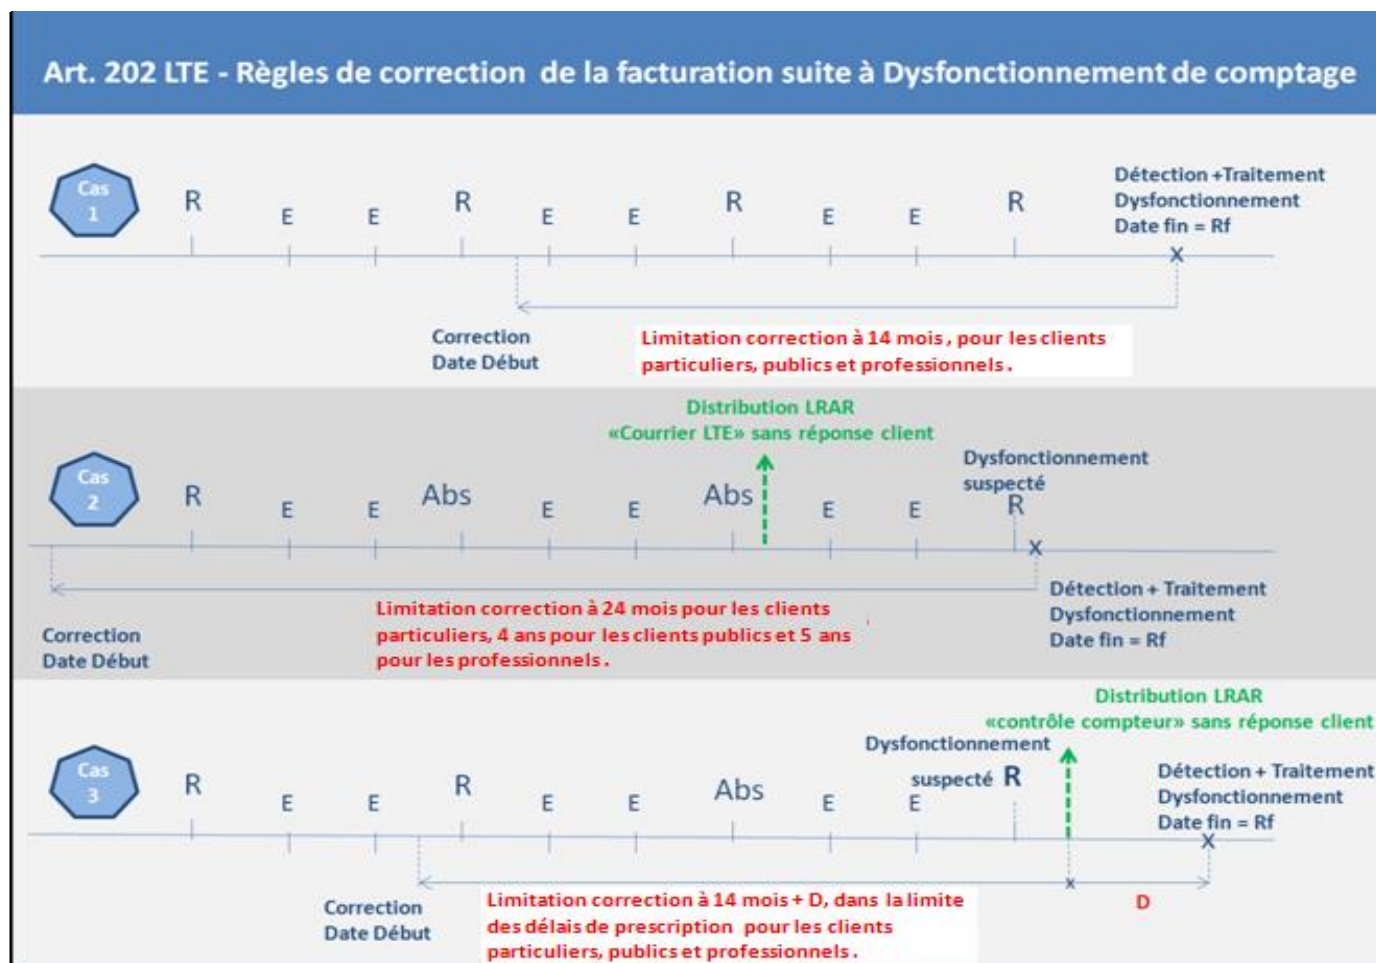 Art. 202 LTE - Règles de correction de la facturation suite à Dysfonctionnement de comptage
Cas
1
R
E
E
R
E
E
R
E
E
R
Détection +Traitement
Dysfonctionnement
Date fin = Rf
x
Correction
Date Début
Limitation correction à 14 mois , pour les clients
particuliers, publics et professionnels .
Distribution LRAR
«Courrier LTE» sans réponse client
Cas
2
R
E
E
Abs
E
E
Abs
E
E
Dysfonctionnement
suspecté
R
x
Détection + Traitement
Dysfonctionnement
Date fin = Rf
Correction
Date Début
Limitation correction à 24 mois pour les clients
particuliers, 4 ans pour les clients publics et 5 ans
pour les professionnels .
Distribution LRAR
«contrôle compteur» sans réponse client
Cas
3
R
E
E
R
E
E
Abs
E
E
Dysfonctionnement
suspecté R
Détection + Traitement
Dysfonctionnement
Date fin = Rf
x
x
D
Correction
Date Début
Limitation correction à 14 mois + D, dans la limite
des délais de prescription pour les clients
particuliers, publics et professionnels .